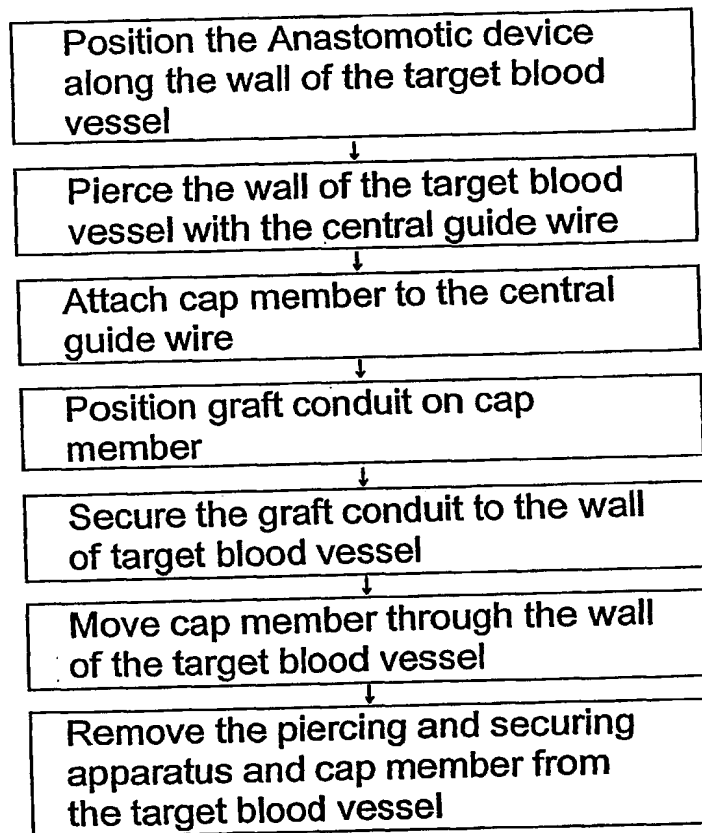 Position the Anastomotic device
along the wall of the target blood
vessel
Pierce the wall of the target blood
vessel with the central guide wire
Attach cap member to the central
guide wire
Position graft conduit on cap
member
Secure the graft conduit to the wall
of target blood vessel
Move cap member through the wall
of the target blood vessel
Remove the piercing and securing
apparatus and cap member from
the target blood vessel